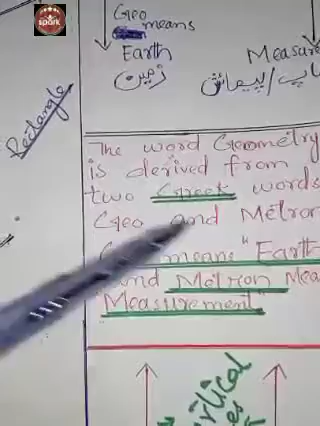 spark
Geo
means
Earth
Measure
زمین
ناپ/پیمائش
Rectangle
The word Geometry
is derived from
two Greek words
Geo and Metron
means "Earth
and Metron Mea
Measurement"